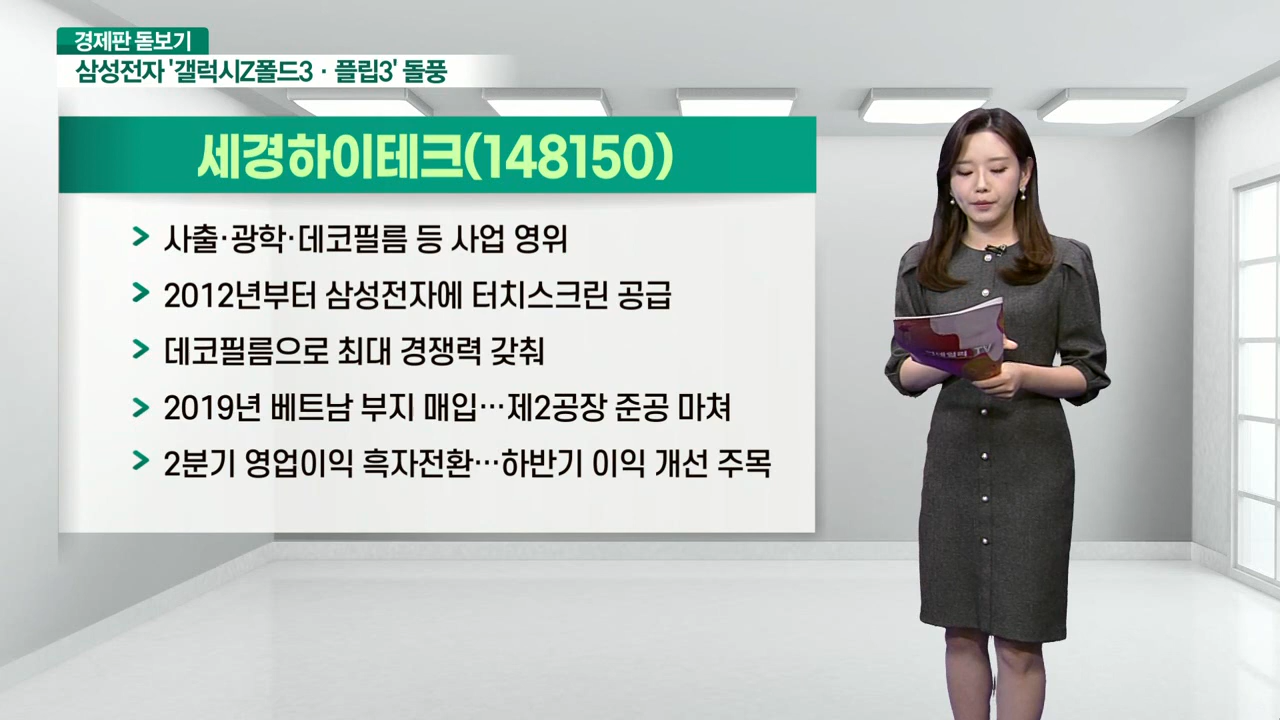 경제판 돋보기
삼성전자 '갤럭시Z폴드3·플립3' 돌풍
세경하이테크(148150)
> 사출·광학·데코필름 등 사업 영위
> 2012년부터 삼성전자에 터치스크린 공급
> 데코필름으로 최대 경쟁력 갖춰
> 2019년 베트남 부지 매입…제2공장 준공 마쳐
> 2분기 영업이익 흑자전환…하반기 이익 개선 주목
TV